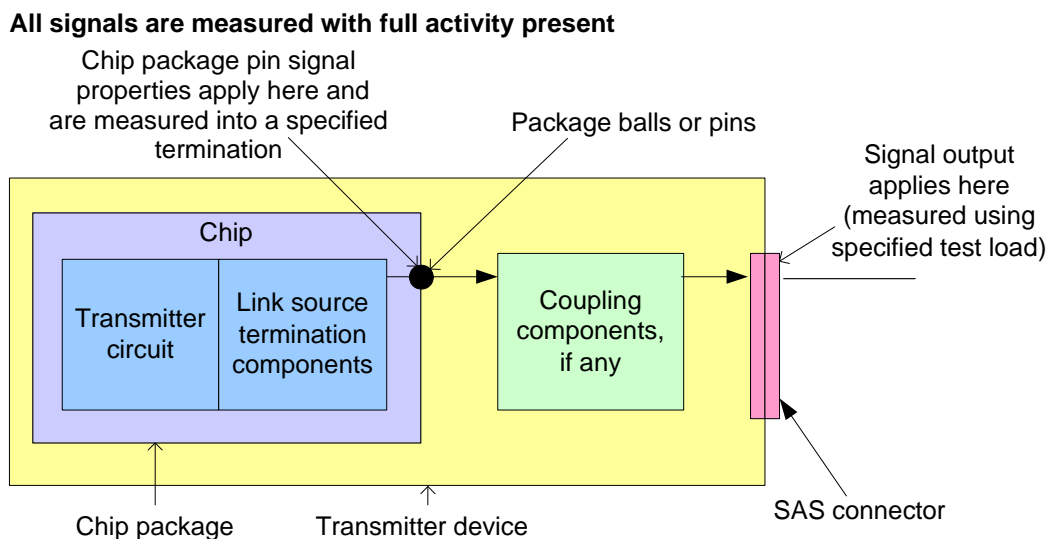 All signals are measured with full activity present
Chip package pin signal
properties apply here and
are measured into a specified
termination
Package balls or pins
Signal output
applies here
(measured using
specified test load)
Chip
Transmitter
circuit
Link source
termination
components
Coupling
components,
if any
Chip package
Transmitter device
SAS connector